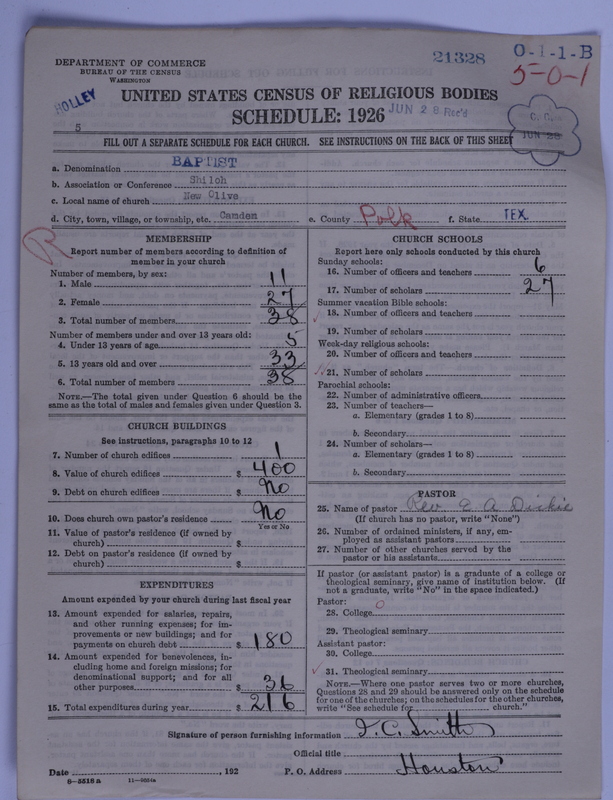 DEPARTMENT OF COMMERCE
BUREAU OF THE CENSUS
WASHINGTON
21328
0-1-1-B
5-0-1
HOLLEY
5
UNITED STATES CENSUS OF RELIGIOUS BODIES
SCHEDULE: 1926
JUN 28 Rec'd
C. C.
JUN 28
FILL OUT A SEPARATE SCHEDULE FOR EACH CHURCH. SEE INSTRUCTIONS ON THE BACK OF THIS SHEET
a. Denomination BAPTIST
b. Association or Conference Shiloh
c. Local name of church New Olive
d. City, town, village, or township, etc. Camden e. County Polk f. State TEX.
R
MEMBERSHIP
Report number of members according to definition of
member in your church
Number of members, by sex:
1. Male 11
2. Female 27
3. Total number of members 38
Number of members under and over 13 years old:
4. Under 13 years of age 5
5. 13 years old and over 33
6. Total number of members 38
NOTE.—The total given under Question 6 should be the
same as the total of males and females given under Question 3.
CHURCH BUILDINGS
See instructions, paragraphs 10 to 12
7. Number of church edifices 1
8. Value of church edifices $ 400
9. Debt on church edifices $ No
10. Does church own pastor's residence No
Yes or No
11. Value of pastor's residence (if owned by
church) $
12. Debt on pastor's residence (if owned by
church) $
EXPENDITURES
Amount expended by your church during last fiscal year
13. Amount expended for salaries, repairs,
and other running expenses; for im-
provements or new buildings; and for
payments on church debt $ 180
14. Amount expended for benevolences, in-
cluding home and foreign missions; for
denominational support; and for all
other purposes $ 36
15. Total expenditures during year $ 216
CHURCH SCHOOLS
Report here only schools conducted by this church
Sunday schools:
16. Number of officers and teachers 6
17. Number of scholars 27
Summer vacation Bible schools:
18. Number of officers and teachers
19. Number of scholars
Week-day religious schools:
20. Number of officers and teachers
21. Number of scholars
Parochial schools:
22. Number of administrative officers
23. Number of teachers—
a. Elementary (grades 1 to 8)
b. Secondary
24. Number of scholars—
a. Elementary (grades 1 to 8)
b. Secondary
PASTOR
25. Name of pastor Rev. E A Dickie
(If church has no pastor, write "None")
26. Number of ordained ministers, if any, em-
ployed as assistant pastors
27. Number of other churches served by the
pastor or his assistants
If pastor (or assistant pastor) is a graduate of a college or
theological seminary, give name of institution below. (If
not a graduate, write "No" in the space indicated.)
Pastor:
28. College 0
29. Theological seminary
Assistant pastor:
30. College
31. Theological seminary
NOTE.—Where one pastor serves two or more churches,
Questions 28 and 29 should be answered only on the schedule
for one of the churches; on the schedules for the other churches,
write "See schedule for church."
Signature of person furnishing information J. C. Smith
Official title
Date , 192 P. O. Address Houston
8-5516a 11-9334a